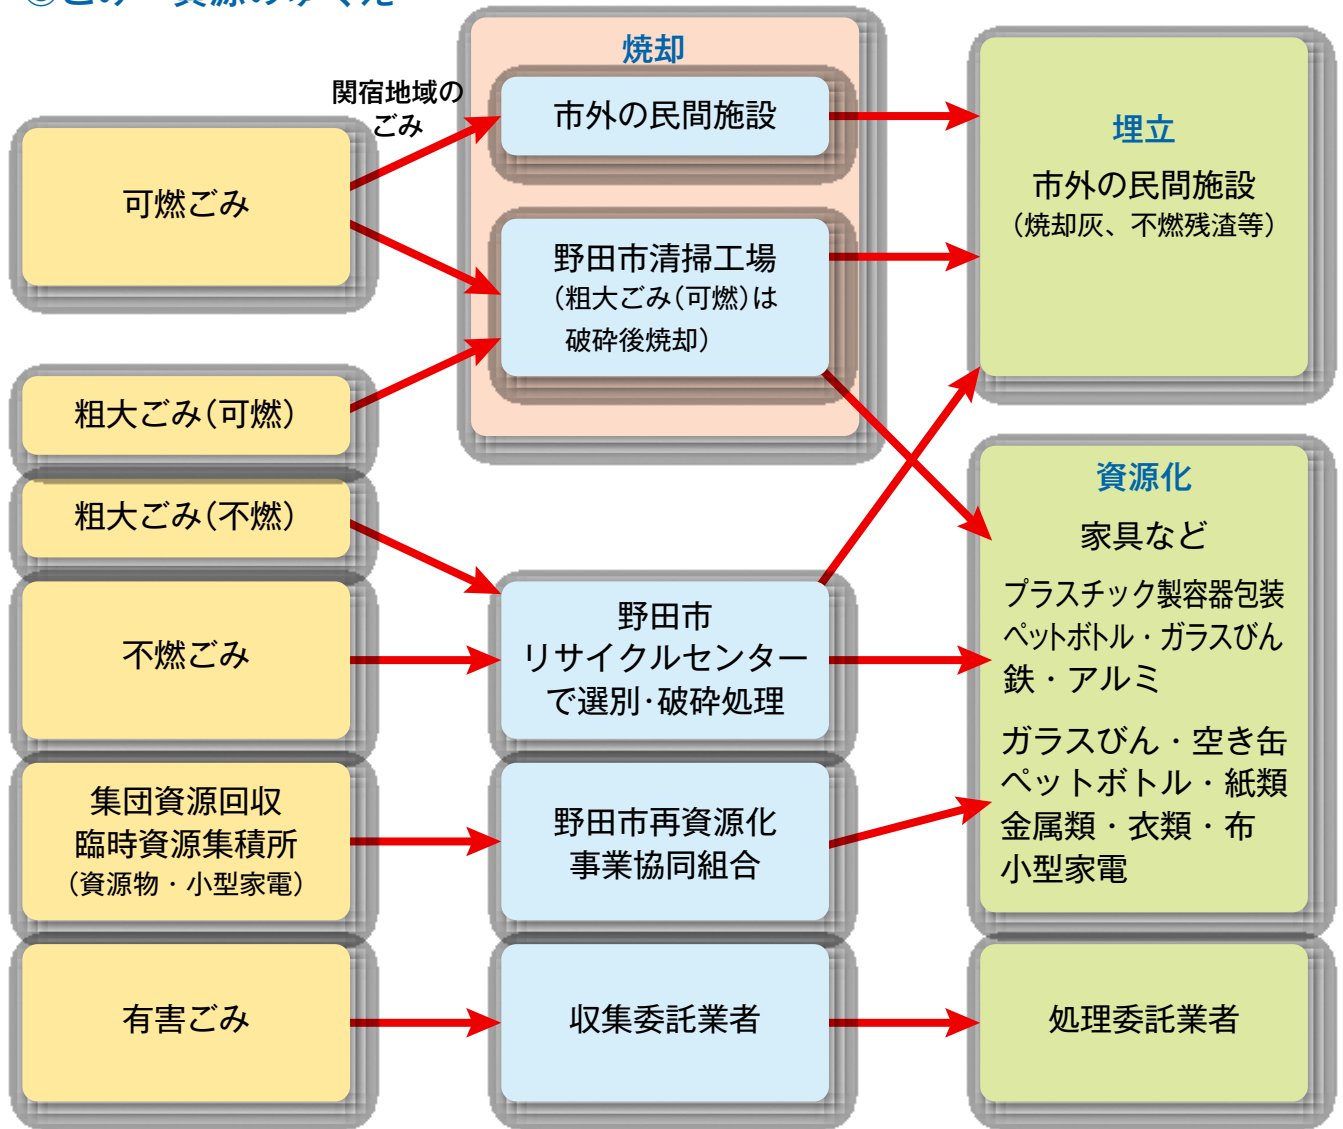 関宿地域の
ごみ
可燃ごみ
粗大ごみ(可燃)
粗大ごみ(不燃)
不燃ごみ
集団資源回収
臨時資源集積所
(資源物・小型家電)
有害ごみ
焼却
市外の民間施設
野田市清掃工場
(粗大ごみ(可燃)は
破砕後焼却)
野田市
リサイクルセンター
で選別･破砕処理
野田市再資源化
事業協同組合
収集委託業者
埋立
市外の民間施設
(焼却灰、不燃残渣等)
資源化
家具など
プラスチック製容器包装
ペットボトル・ガラスびん
鉄・アルミ
ガラスびん・空き缶
ペットボトル・紙類
金属類・衣類・布
小型家電
処理委託業者